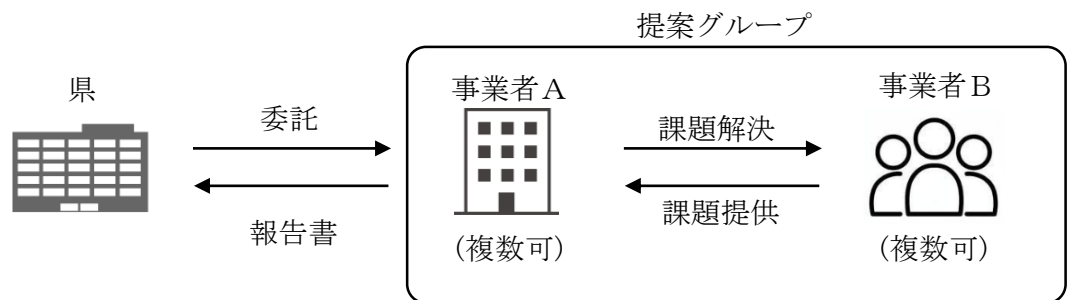 提案グループ
県
事業者A
事業者B
委託
課題解決
報告書
課題提供
(複数可)
(複数可)